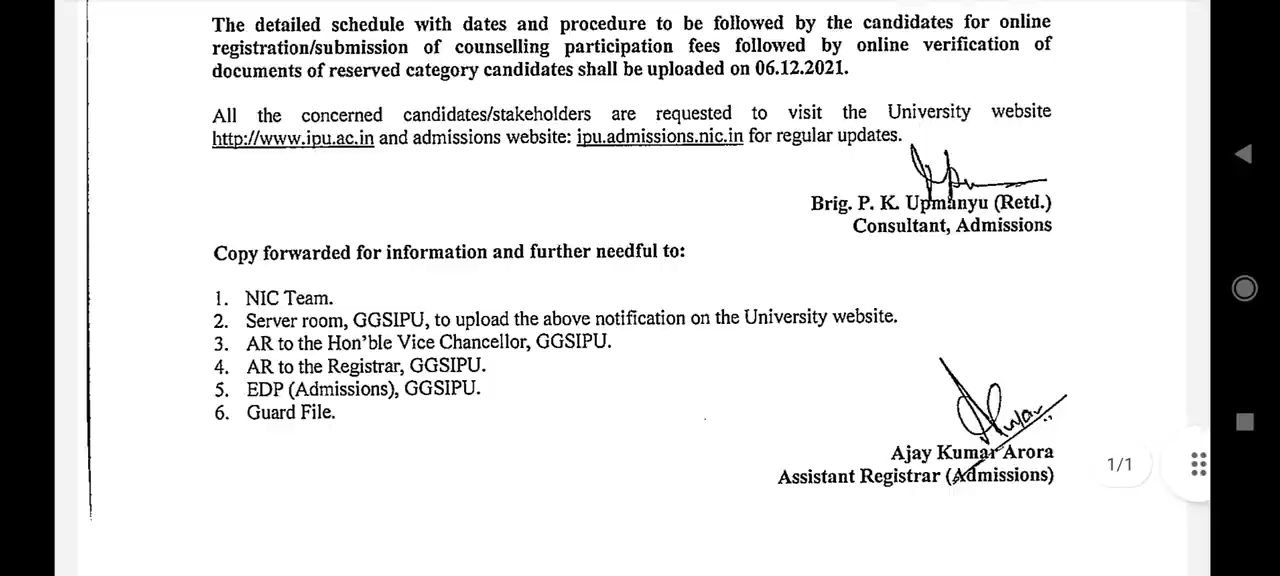 The detailed schedule with dates and procedure to be followed by the candidates for online
registration/submission of counselling participation fees followed by online verification of
documents of reserved category candidates shall be uploaded on 06.12.2021.
All the concerned candidates/stakeholders are requested to visit the University website
http://www.ipu.ac.in and admissions website: ipu.admissions.nic.in for regular updates.
Brig. P. K. Upmanyu (Retd.)
Consultant, Admissions
Copy forwarded for information and further needful to:
1. NIC Team.
2. Server room, GGSIPU, to upload the above notification on the University website.
3. AR to the Hon'ble Vice Chancellor, GGSIPU.
4. AR to the Registrar, GGSIPU.
5. EDP (Admissions), GGSIPU.
6. Guard File.
Ajay Kumar Arora
Assistant Registrar (Admissions)
1/1